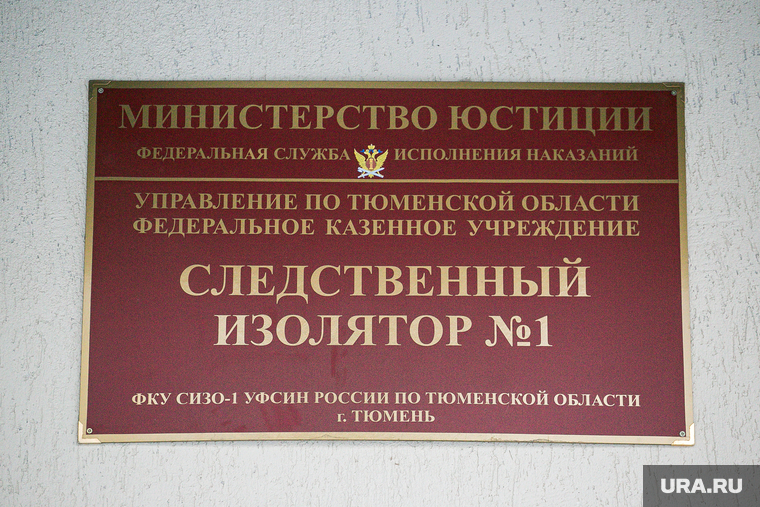 МИНИСТЕРСТВО ЮСТИЦИИ
ФЕДЕРАЛЬНАЯ СЛУЖБА ИСПОЛНЕНИЯ НАКАЗАНИЙ
УПРАВЛЕНИЕ ПО ТЮМЕНСКОЙ ОБЛАСТИ
ФЕДЕРАЛЬНОЕ КАЗЕННОЕ УЧРЕЖДЕНИЕ
СЛЕДСТВЕННЫЙ
ИЗОЛЯТОР №1
ФКУ СИЗО-1 УФСИН РОССИИ ПО ТЮМЕНСКОЙ ОБЛАСТИ
г. ТЮМЕНЬ
URA.RU